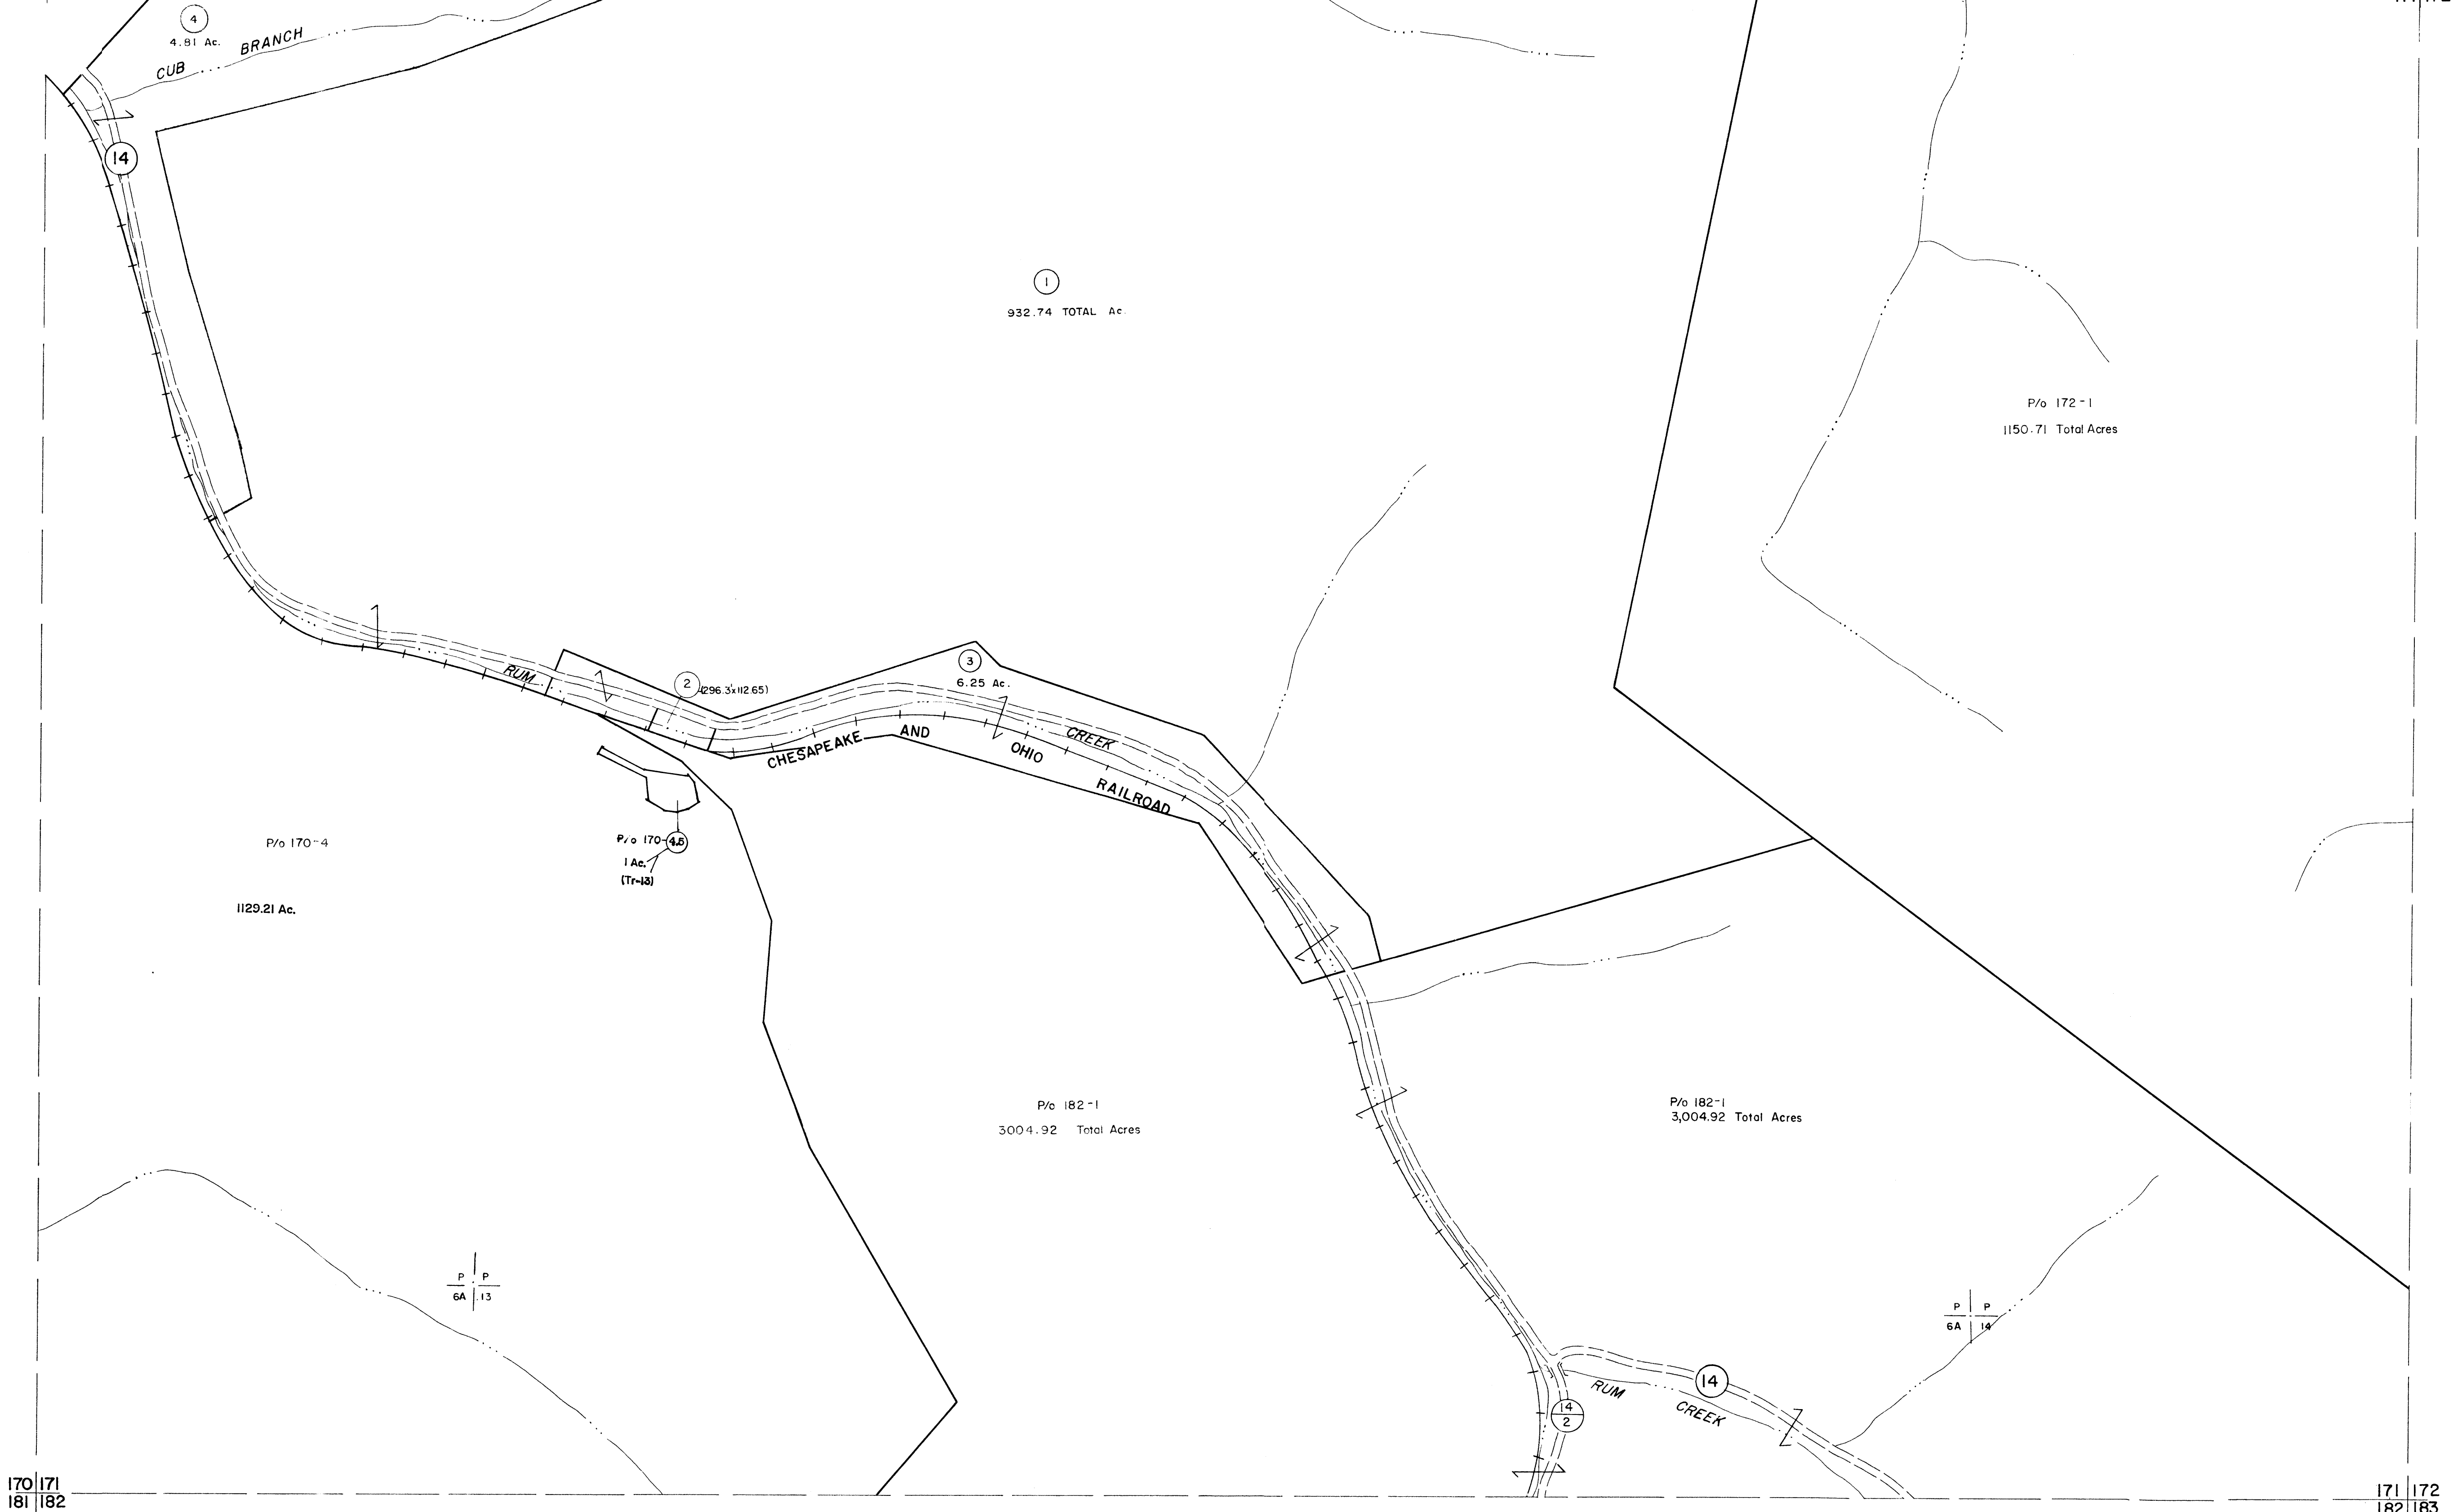 4
4.81 Ac.
CUB BRANCH
14
1
932.74 TOTAL Ac.
P/o 172-1
1150.71 Total Acres
RUM
2
(296.3'x112.65)
3
6.25 Ac.
CREEK
CHESAPEAKE AND OHIO RAILROAD
P/o 170-4
1129.21 Ac.
P/o 170-4.5
1 Ac.
(Tr-13)
P/o 182-1
3004.92 Total Acres
P/o 182-1
3,004.92 Total Acres
P P
6A 13
P P
6A 14
14
RUM CREEK
14
2
170 171
181 182
171 172
182 183